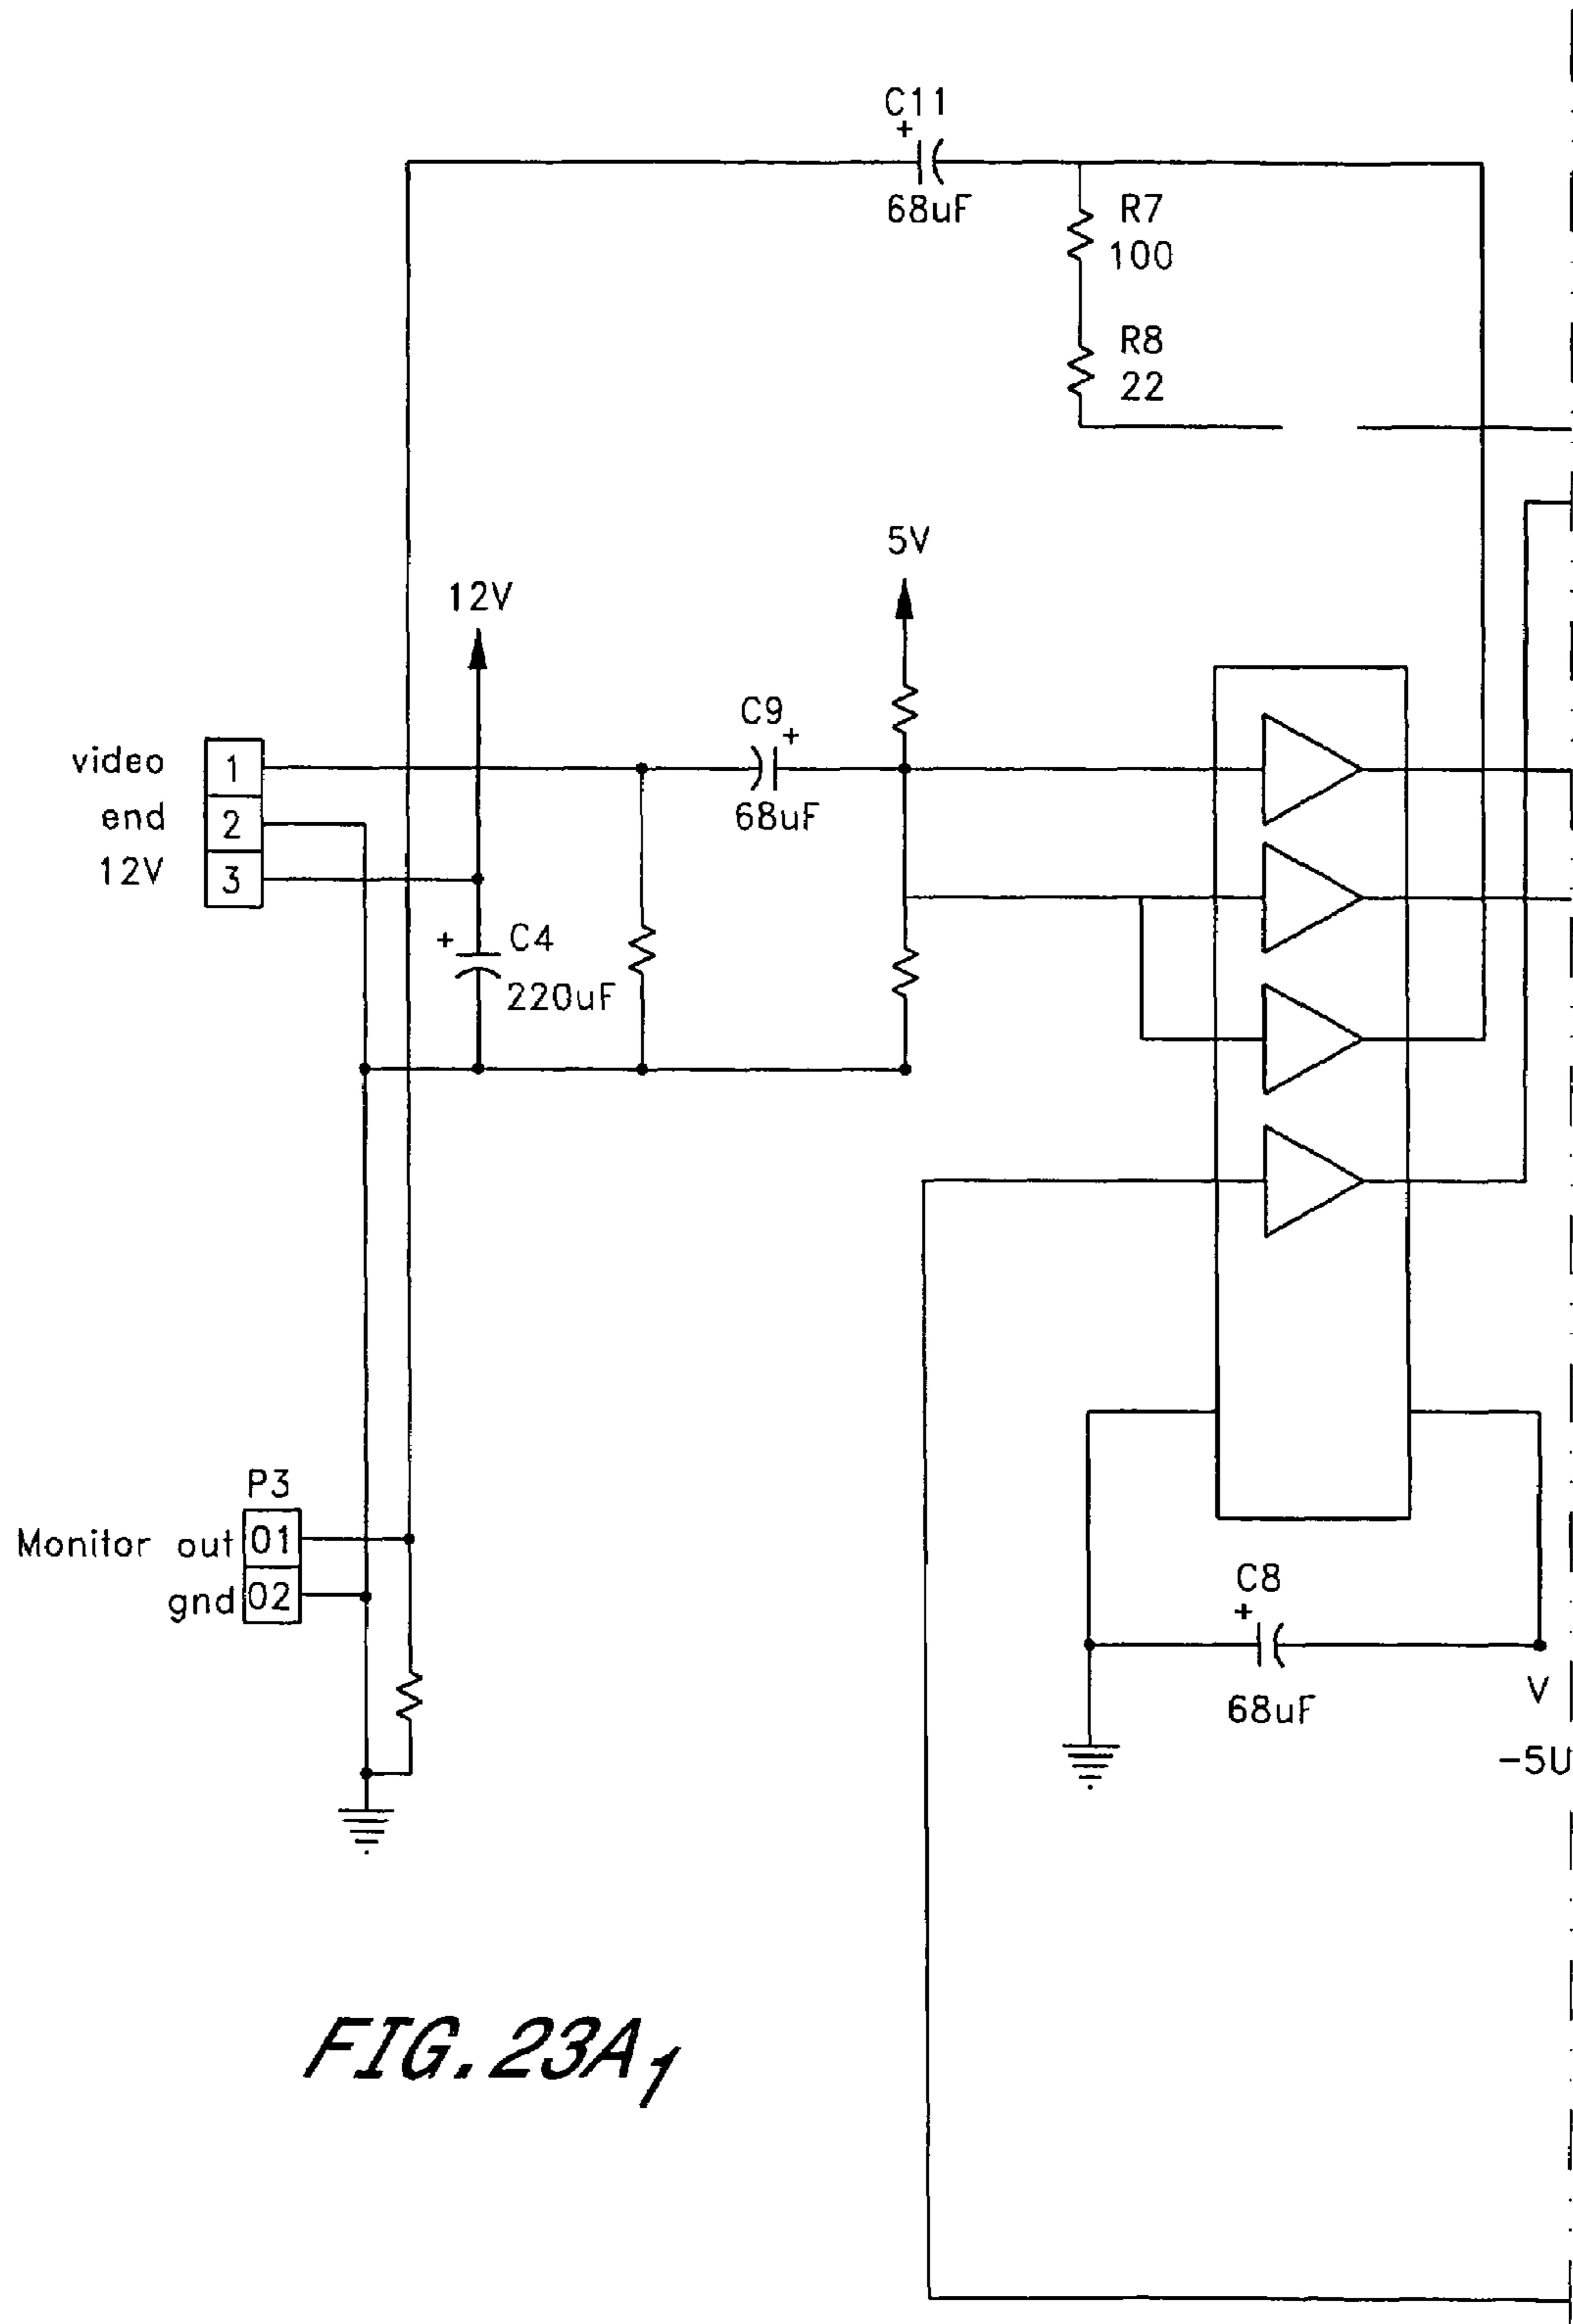 C11
+
68uF
R7
100
R8
22
5V
12V
C9
+
68uF
video
end
12V
1
2
3
+
C4
220uF
P3
Monitor out
01
gnd
02
C8
+
68uF
V
-5U
FIG. 23A1